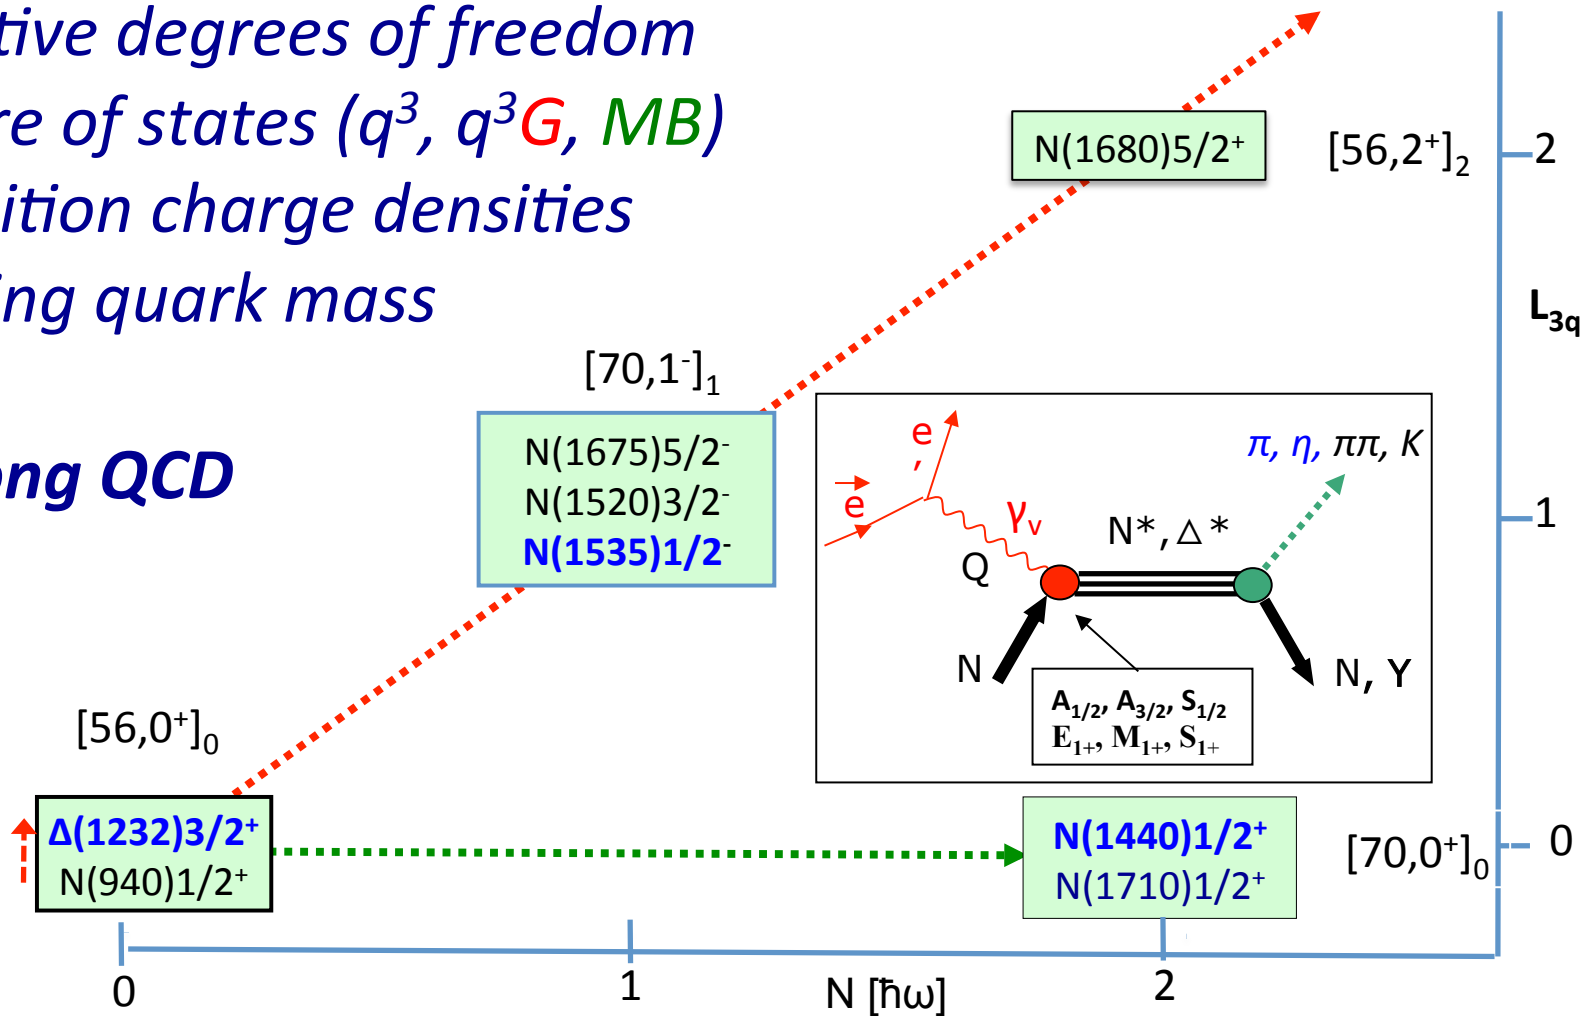 tive degrees of freedom
re of states (q³, q³G, MB)
ition charge densities
ing quark mass
ong QCD
N(1680)5/2⁺
[56,2⁺]₂
2
L₃q
[70,1⁻]₁
N(1675)5/2⁻
N(1520)3/2⁻
N(1535)1/2⁻
e
e'
γᵥ
Q
N*, △*
π, η, ππ, K
1
N
N, Y
A₁/₂, A₃/₂, S₁/₂
E₁₊, M₁₊, S₁₊
[56,0⁺]₀
Δ(1232)3/2⁺
N(940)1/2⁺
N(1440)1/2⁺
N(1710)1/2⁺
[70,0⁺]₀
0
0
1
N [ħω]
2